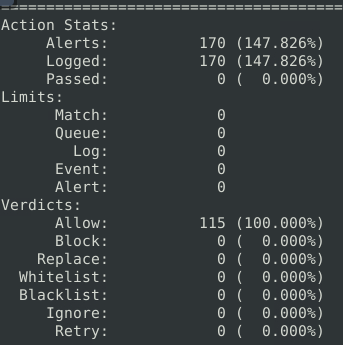 ===============================================
Action Stats:
     Alerts:          170 (147.826%)
     Logged:          170 (147.826%)
     Passed:            0 (  0.000%)
Limits:
      Match:            0
      Queue:            0
        Log:            0
      Event:            0
      Alert:            0
Verdicts:
      Allow:          115 (100.000%)
      Block:            0 (  0.000%)
    Replace:            0 (  0.000%)
  Whitelist:            0 (  0.000%)
  Blacklist:            0 (  0.000%)
     Ignore:            0 (  0.000%)
      Retry:            0 (  0.000%)